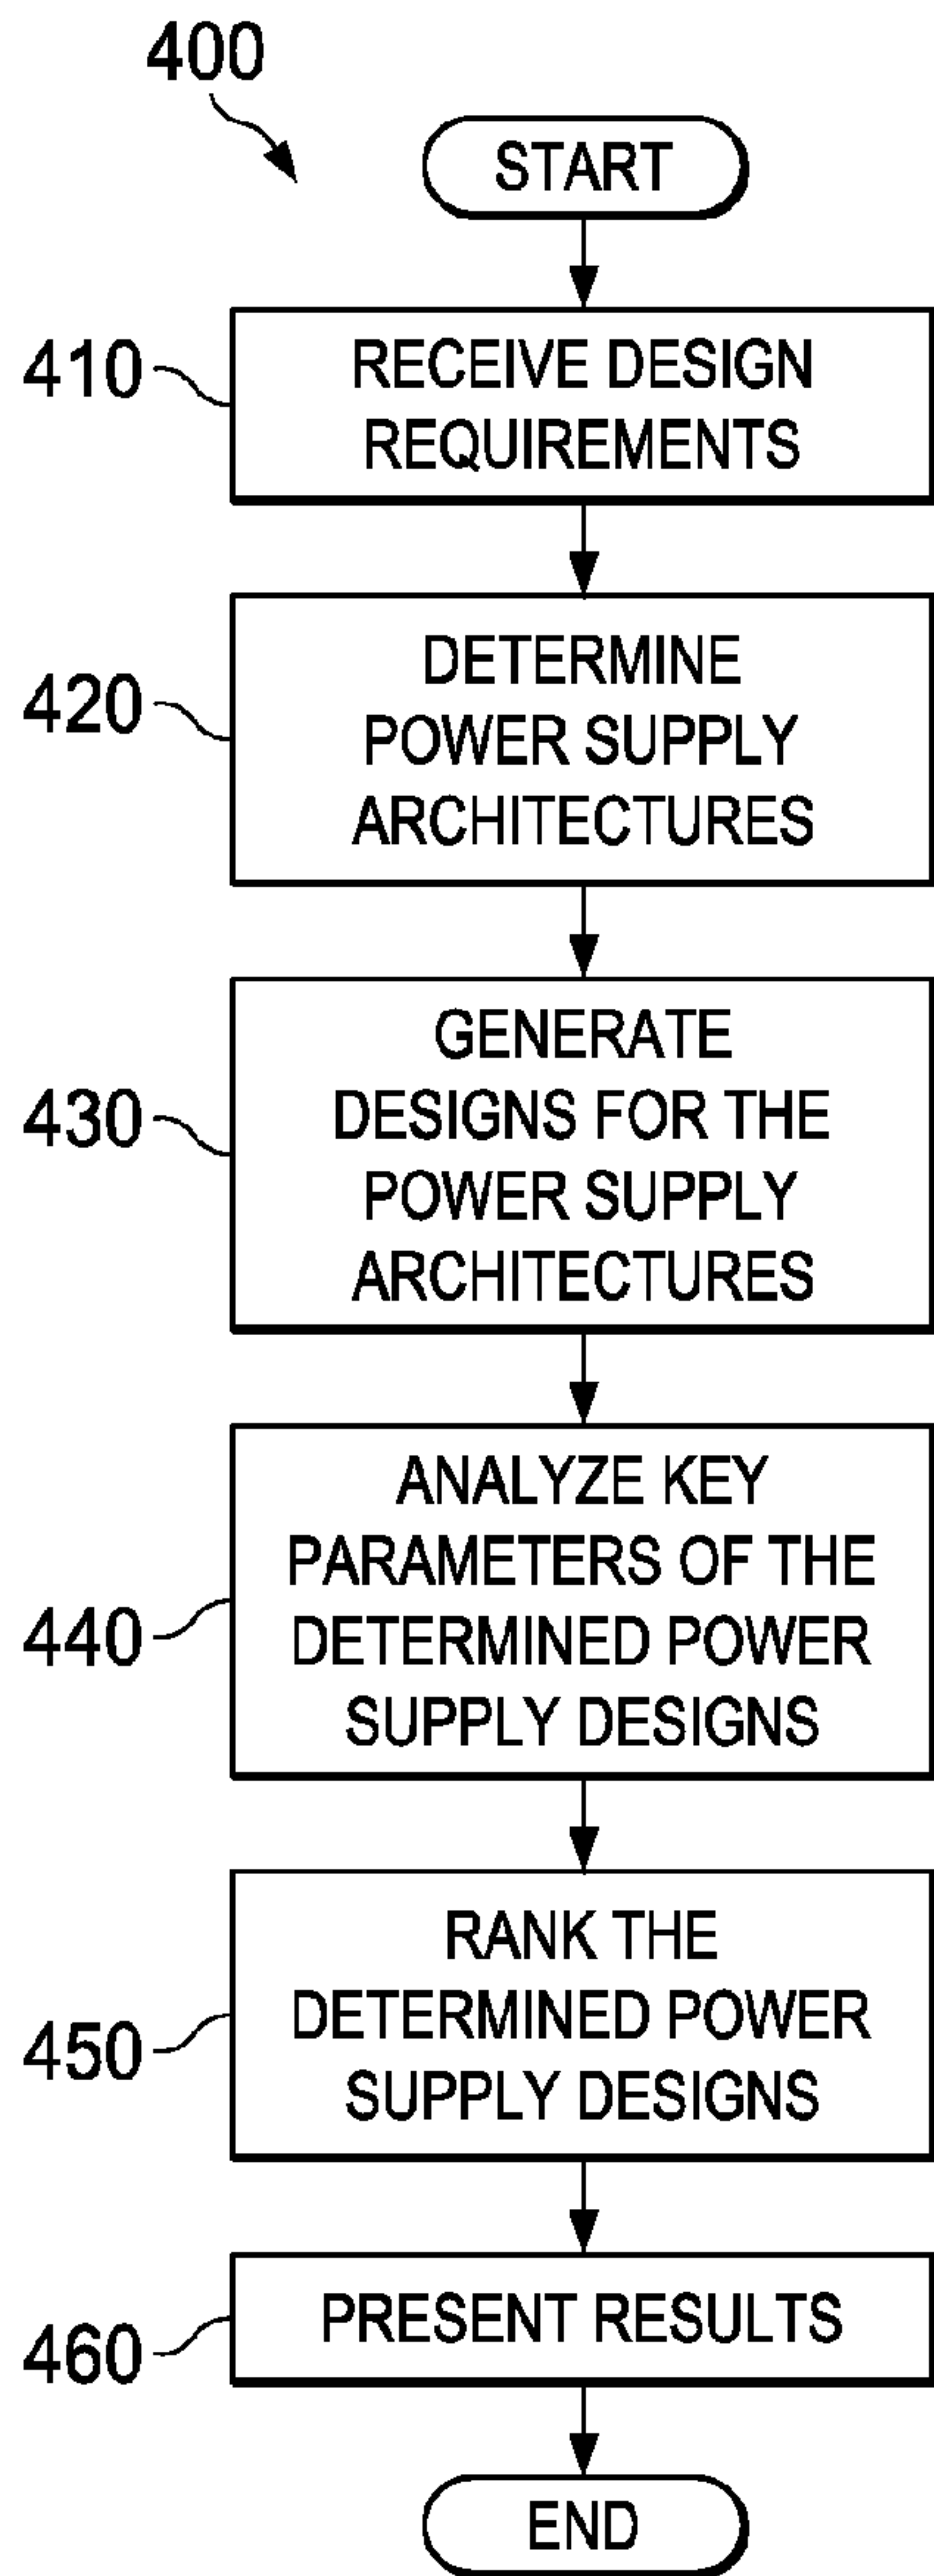 400
START
410
RECEIVE DESIGN
REQUIREMENTS
420
DETERMINE
POWER SUPPLY
ARCHITECTURES
430
GENERATE
DESIGNS FOR THE
POWER SUPPLY
ARCHITECTURES
440
ANALYZE KEY
PARAMETERS OF THE
DETERMINED POWER
SUPPLY DESIGNS
450
RANK THE
DETERMINED POWER
SUPPLY DESIGNS
460
PRESENT RESULTS
END